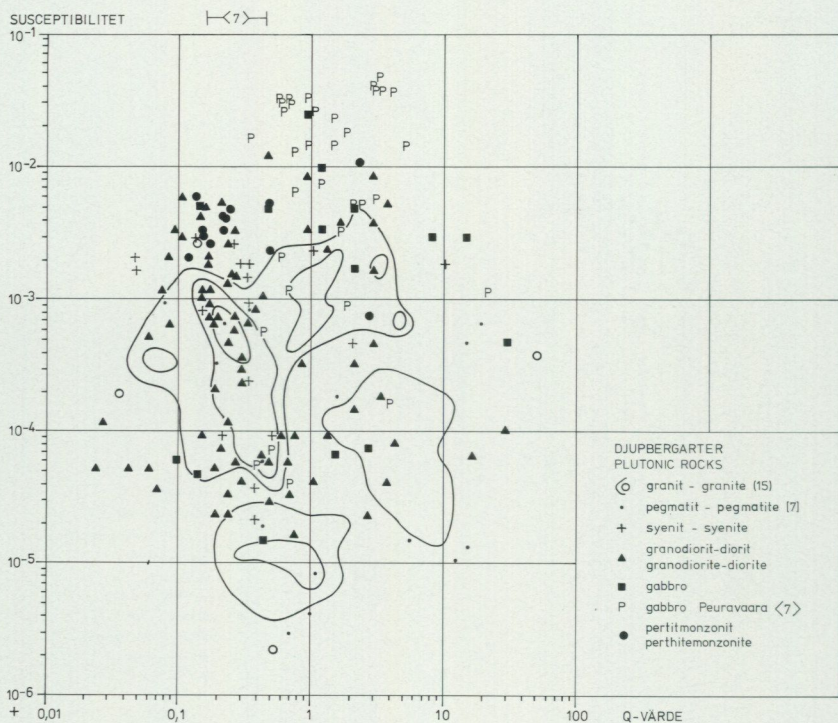 SUSCEPTIBILITET
<7>
10⁻¹
10⁻²
10⁻³
10⁻⁴
10⁻⁵
10⁻⁶
DJUPBERGARTER
PLUTONIC ROCKS
granit - granite (15)
pegmatit - pegmatite [7]
syenit - syenite
granodiorit-diorit
granodiorite-diorite
gabbro
P gabbro Peuravaara <7>
pertitmonzonit
perthitemonzonite
+ 0,01 0,1 1,0 10 100 Q-VÄRDE